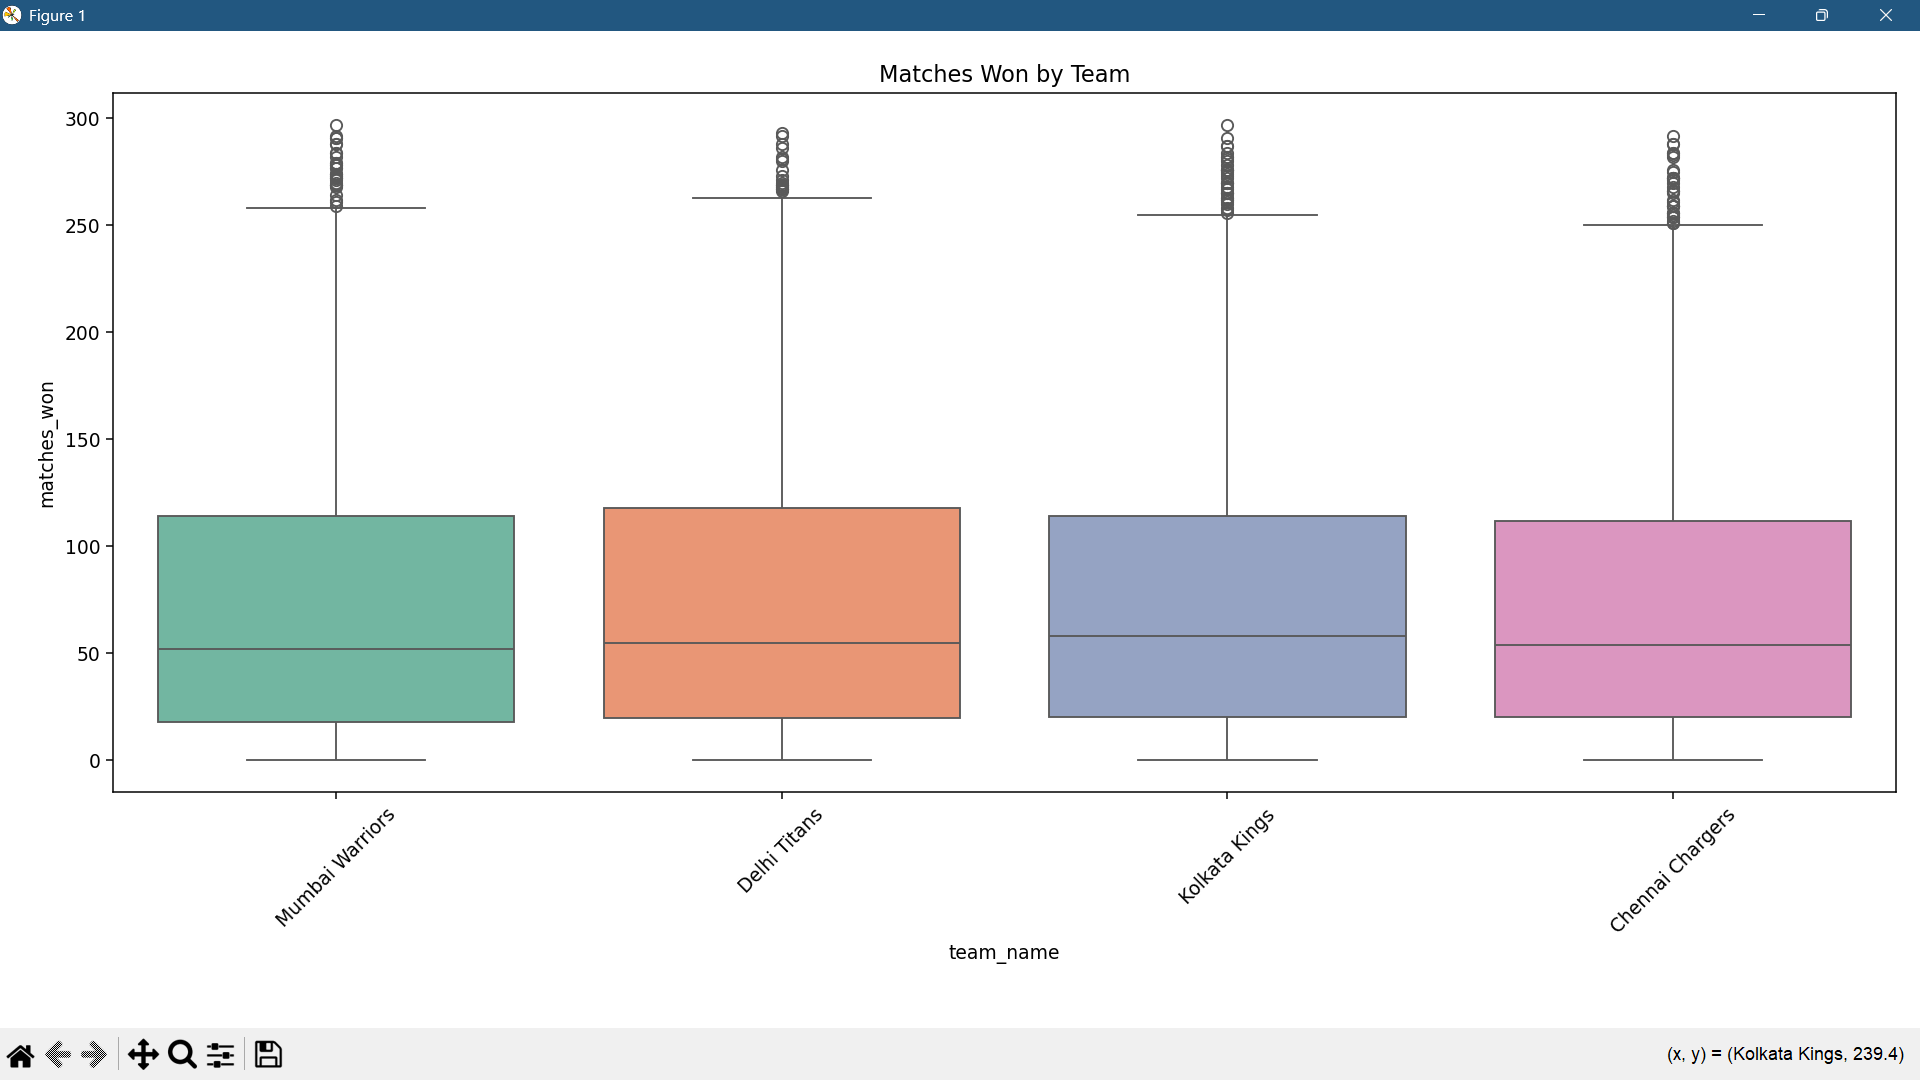 Figure 1
Matches Won by Team
300
250
200
150
100
50
0
matches_won
Mumbai Warriors
Delhi Titans
Kolkata Kings
Chennai Chargers
team_name
(x, y) = (Kolkata Kings, 239.4)